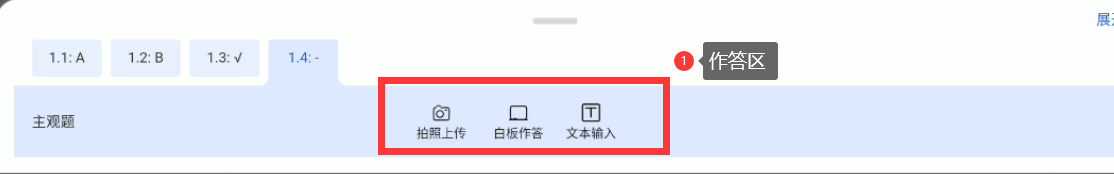 展开
1.1: A
1.2: B
1.3: √
1.4: -
1 作答区
主观题
拍照上传
白板作答
文本输入